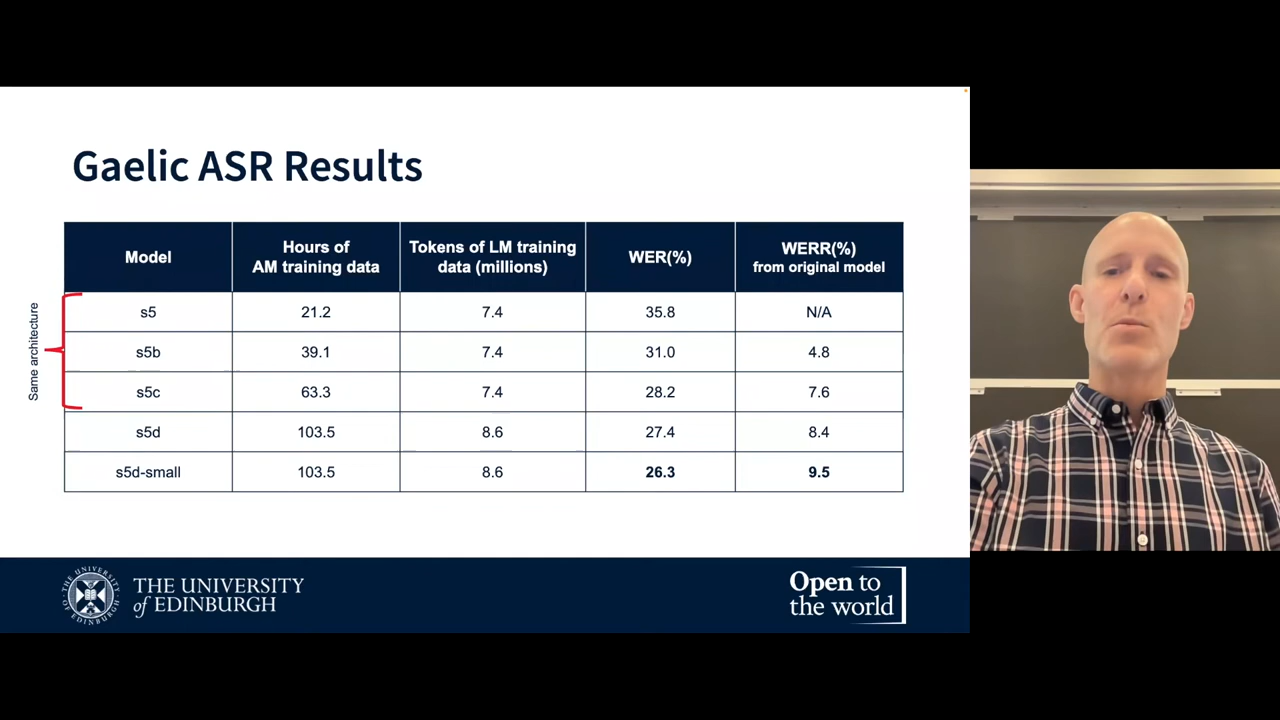 Gaelic ASR Results
Model
Hours of
AM training data
Tokens of LM training
data (millions)
WER(%)
WERR(%)
from original model
Same architecture
s5
21.2
7.4
35.8
N/A
s5b
39.1
7.4
31.0
4.8
s5c
63.3
7.4
28.2
7.6
s5d
103.5
8.6
27.4
8.4
s5d-small
103.5
8.6
26.3
9.5
THE UNIVERSITY
of EDINBURGH
Open to
the world